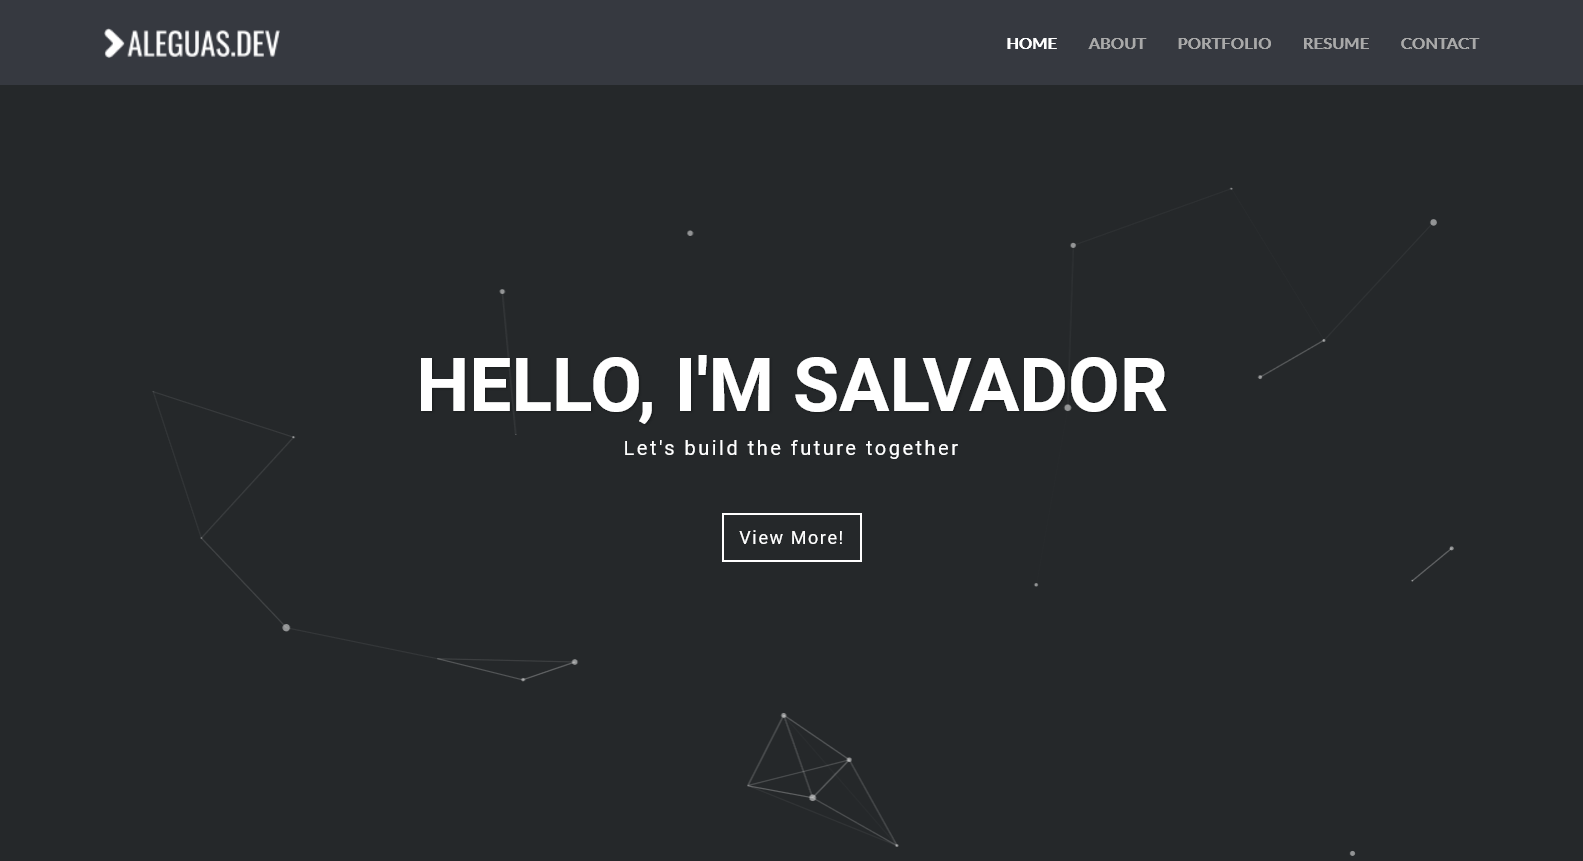 ALEGUAS.DEV
HOME ABOUT PORTFOLIO RESUME CONTACT
HELLO, I'M SALVADOR
Let's build the future together
View More!